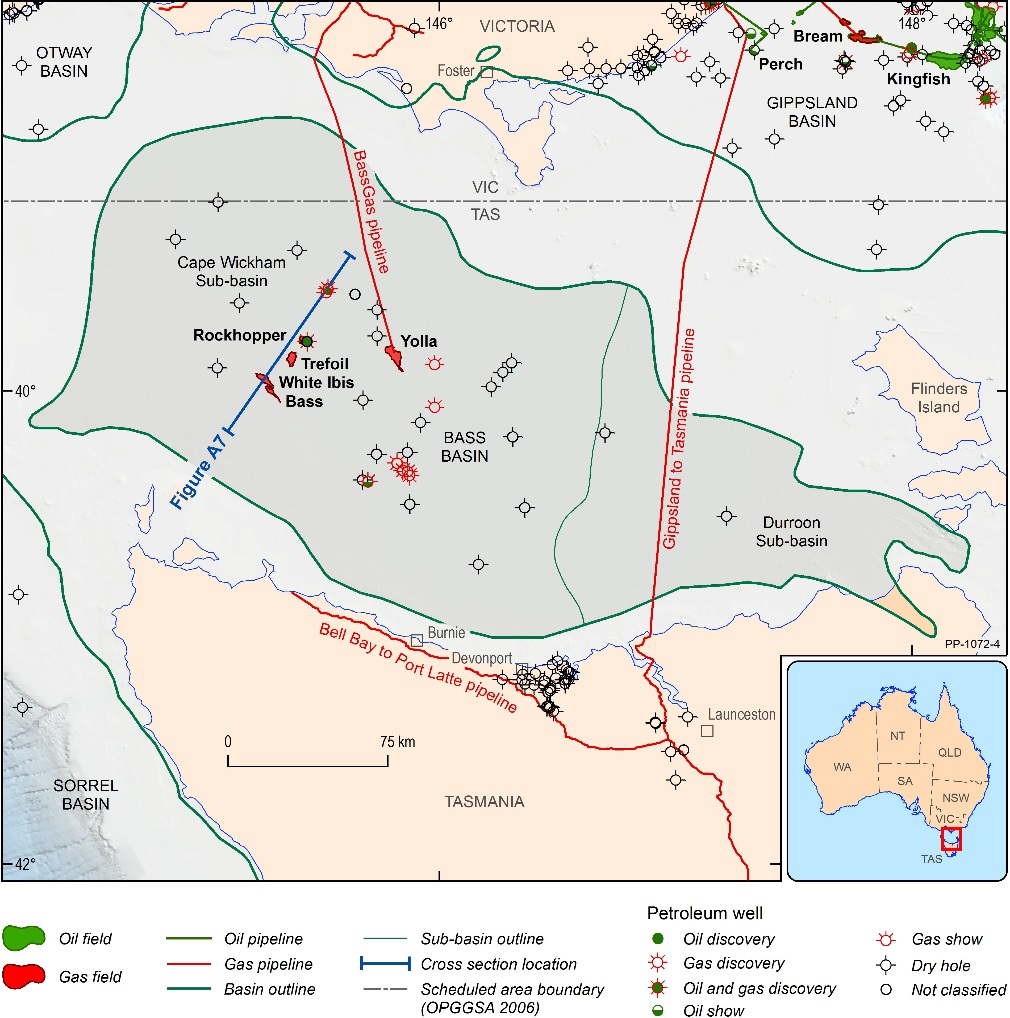 146°
148°
VICTORIA
OTWAY
BASIN
Foster
Bream
Perch
Kingfish
GIPPSLAND
BASIN
VIC
TAS
BassGas pipeline
Cape Wickham
Sub-basin
Rockhopper
Trefoil
White Ibis
Bass
Yolla
40°
Figure A7
BASS
BASIN
Gippsland to Tasmania pipeline
Flinders
Island
Durroon
Sub-basin
PP-1072-4
Burnie
Devonport
Bell Bay to Port Latte pipeline
Launceston
0
75 km
SORREL
BASIN
TASMANIA
42°
NT
WA
QLD
SA
NSW
VIC
TAS
Petroleum well
Oil field
Gas field
Oil pipeline
Gas pipeline
Basin outline
Sub-basin outline
Cross section location
Scheduled area boundary
(OPGGSA 2006)
Oil discovery
Gas discovery
Oil and gas discovery
Oil show
Gas show
Dry hole
Not classified